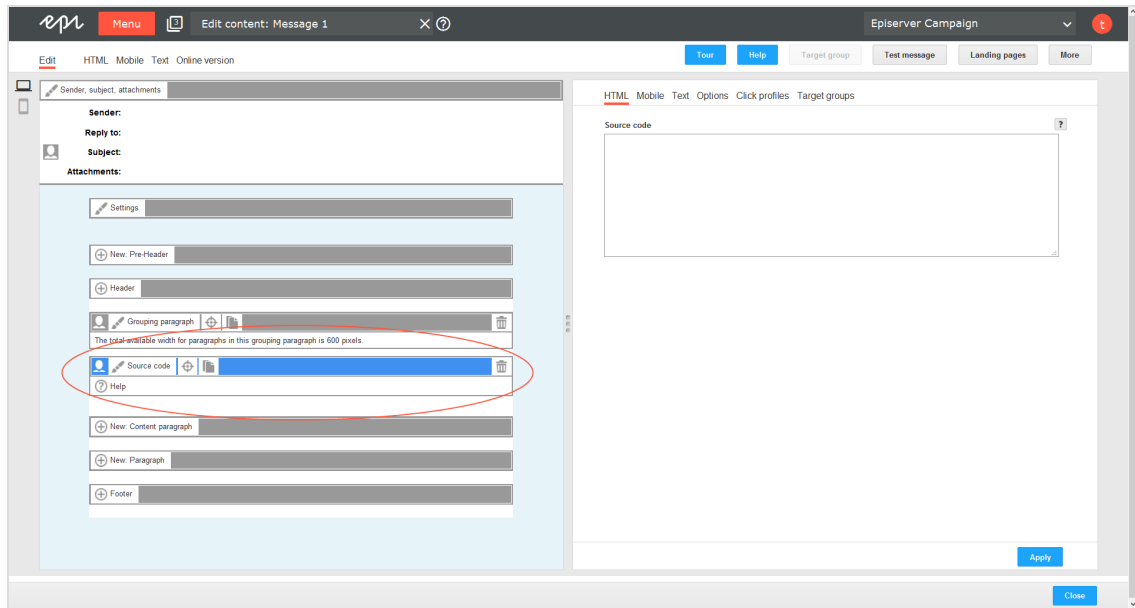 epi Menu 3 Edit content: Message 1 Episerver Campaign t
Edit HTML Mobile Text Online version Tour Help Target group Test message Landing pages More
Sender, subject, attachments
Sender:
Reply to:
Subject:
Attachments:
Settings
New: Pre-Header
Header
Grouping paragraph
The total available width for paragraphs in this grouping paragraph is 600 pixels.
Source code
? Help
New: Content paragraph
New: Paragraph
Footer
HTML Mobile Text Options Click profiles Target groups
Source code ?
Apply
Close